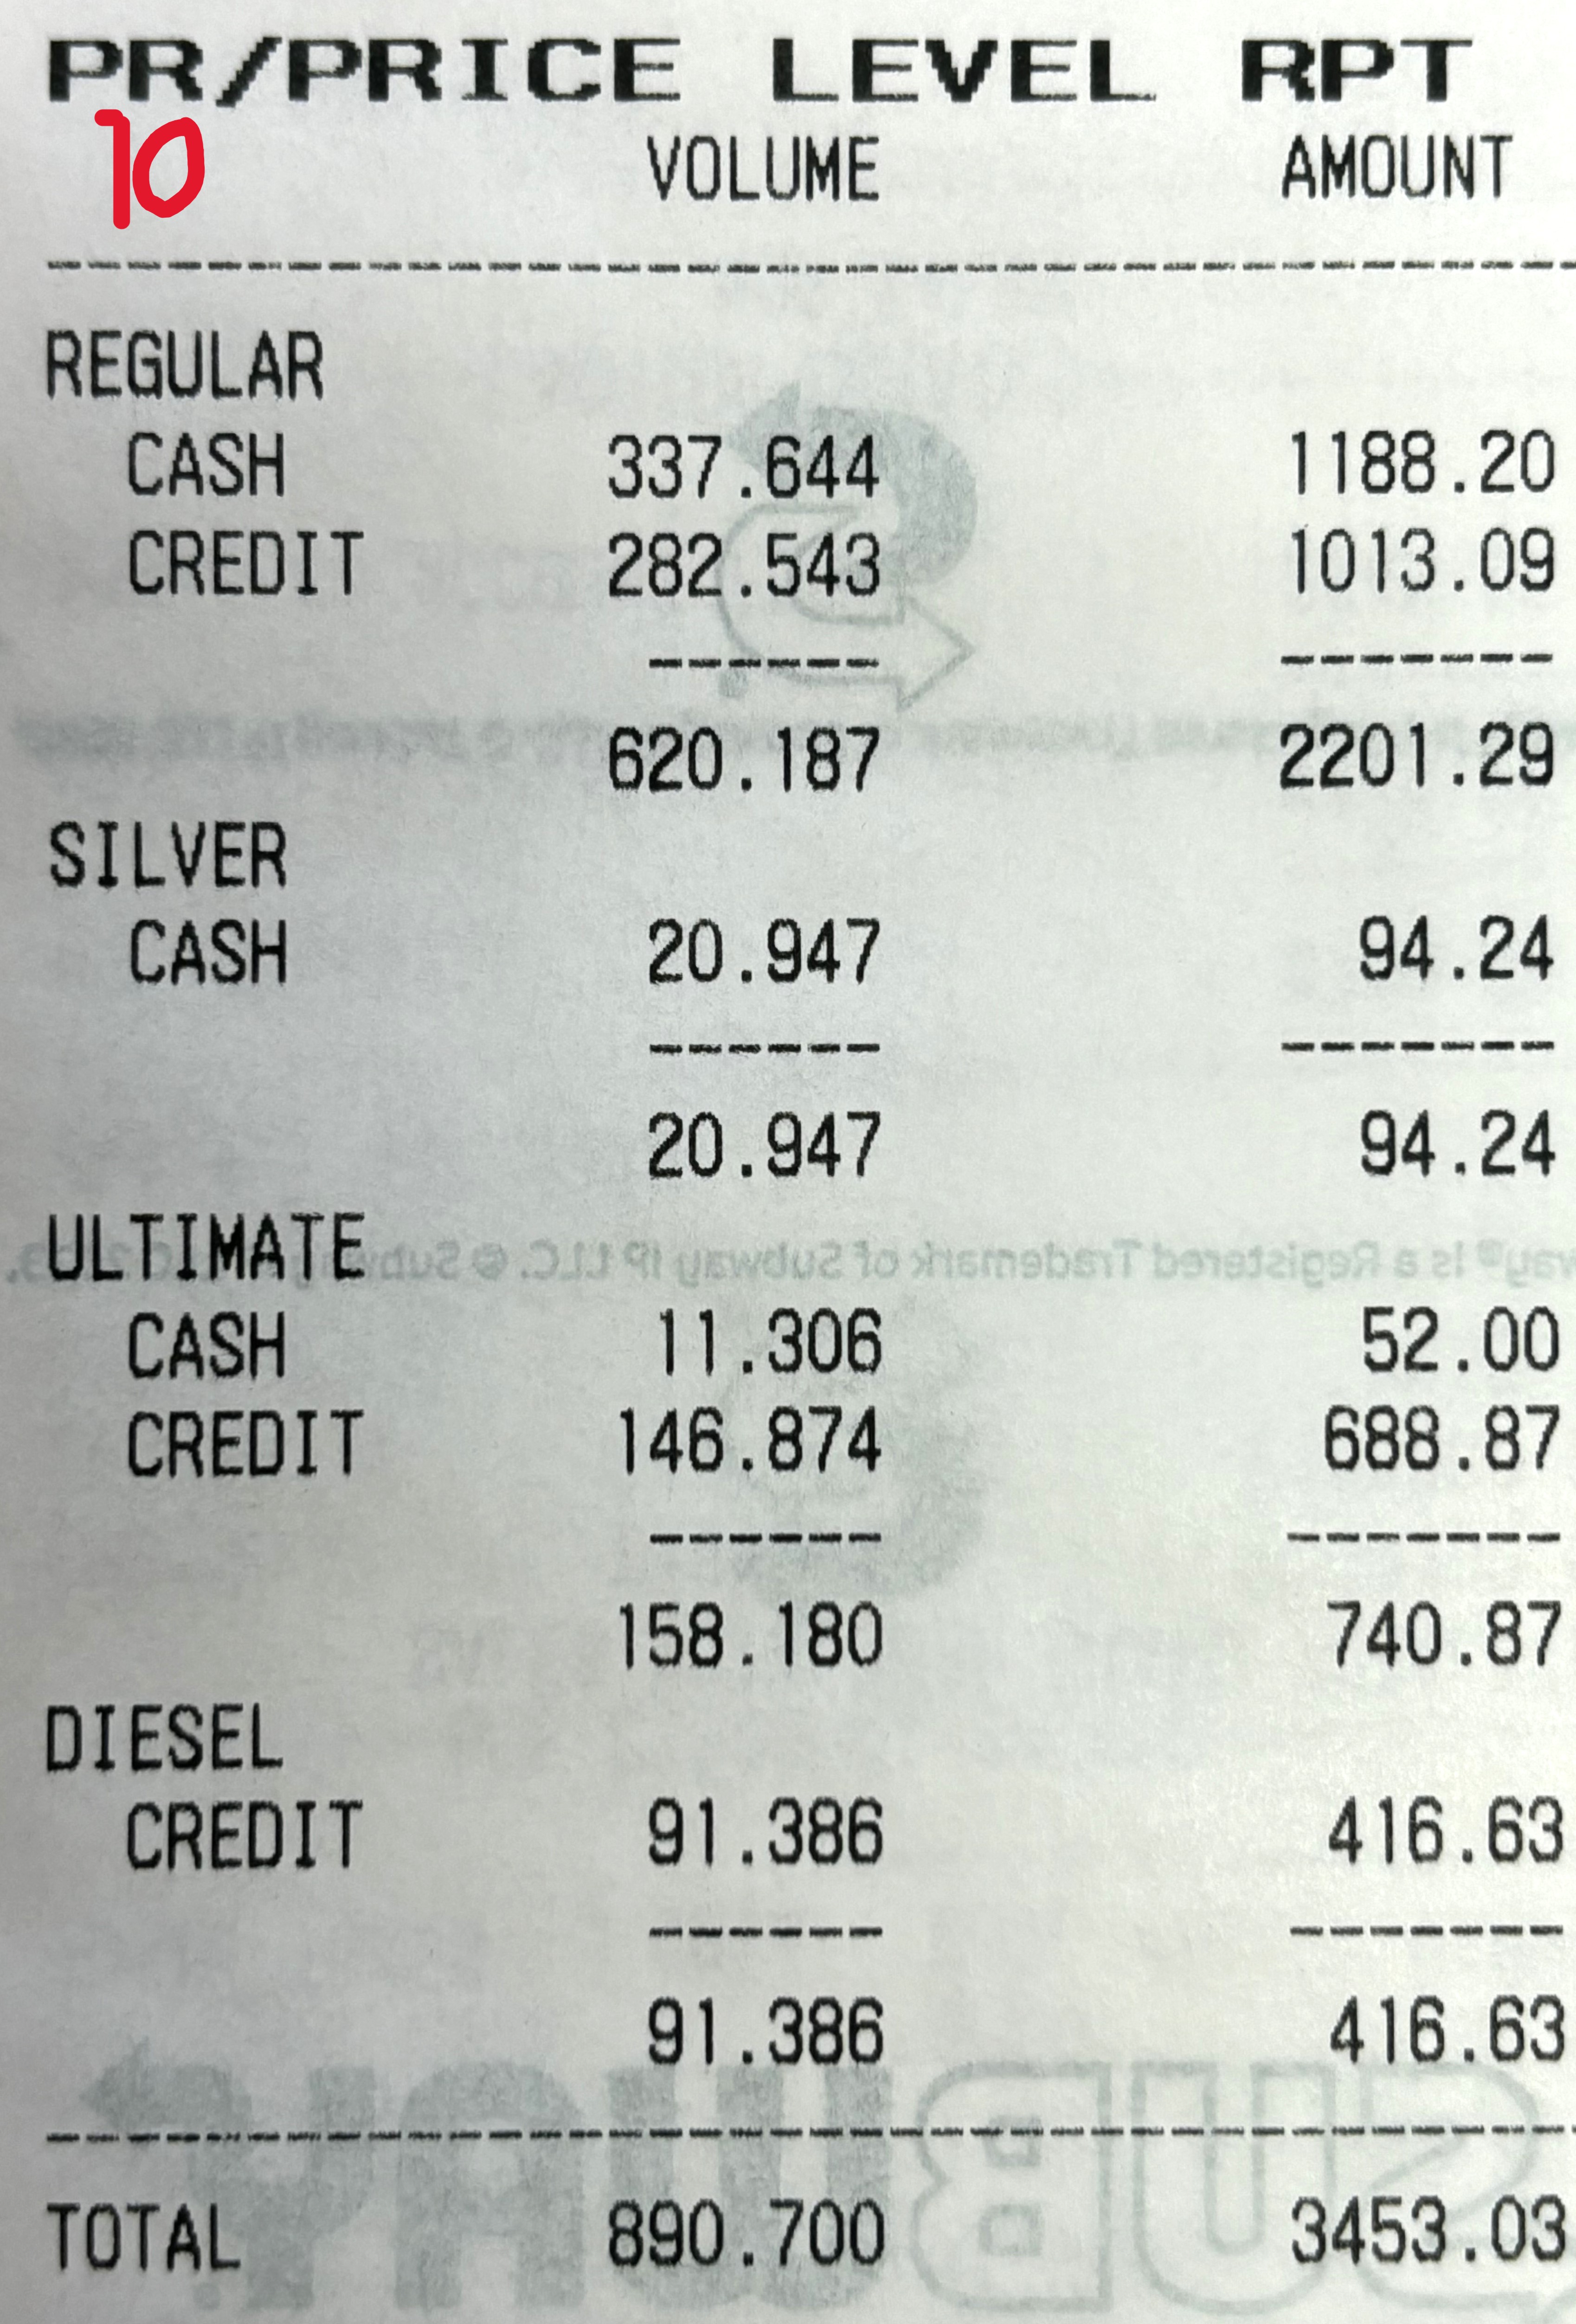 PR/PRICE LEVEL RPT
10
VOLUME AMOUNT
REGULAR
CASH 337.644 1188.20
CREDIT 282.543 1013.09
620.187 2201.29
SILVER
CASH 20.947 94.24
20.947 94.24
ULTIMATE
CASH 11.306 52.00
CREDIT 146.874 688.87
158.180 740.87
DIESEL
CREDIT 91.386 416.63
91.386 416.63
TOTAL 890.700 3453.03
way® is a Registered Trademark of Subway IP LLC. © Subway
SUBWAY